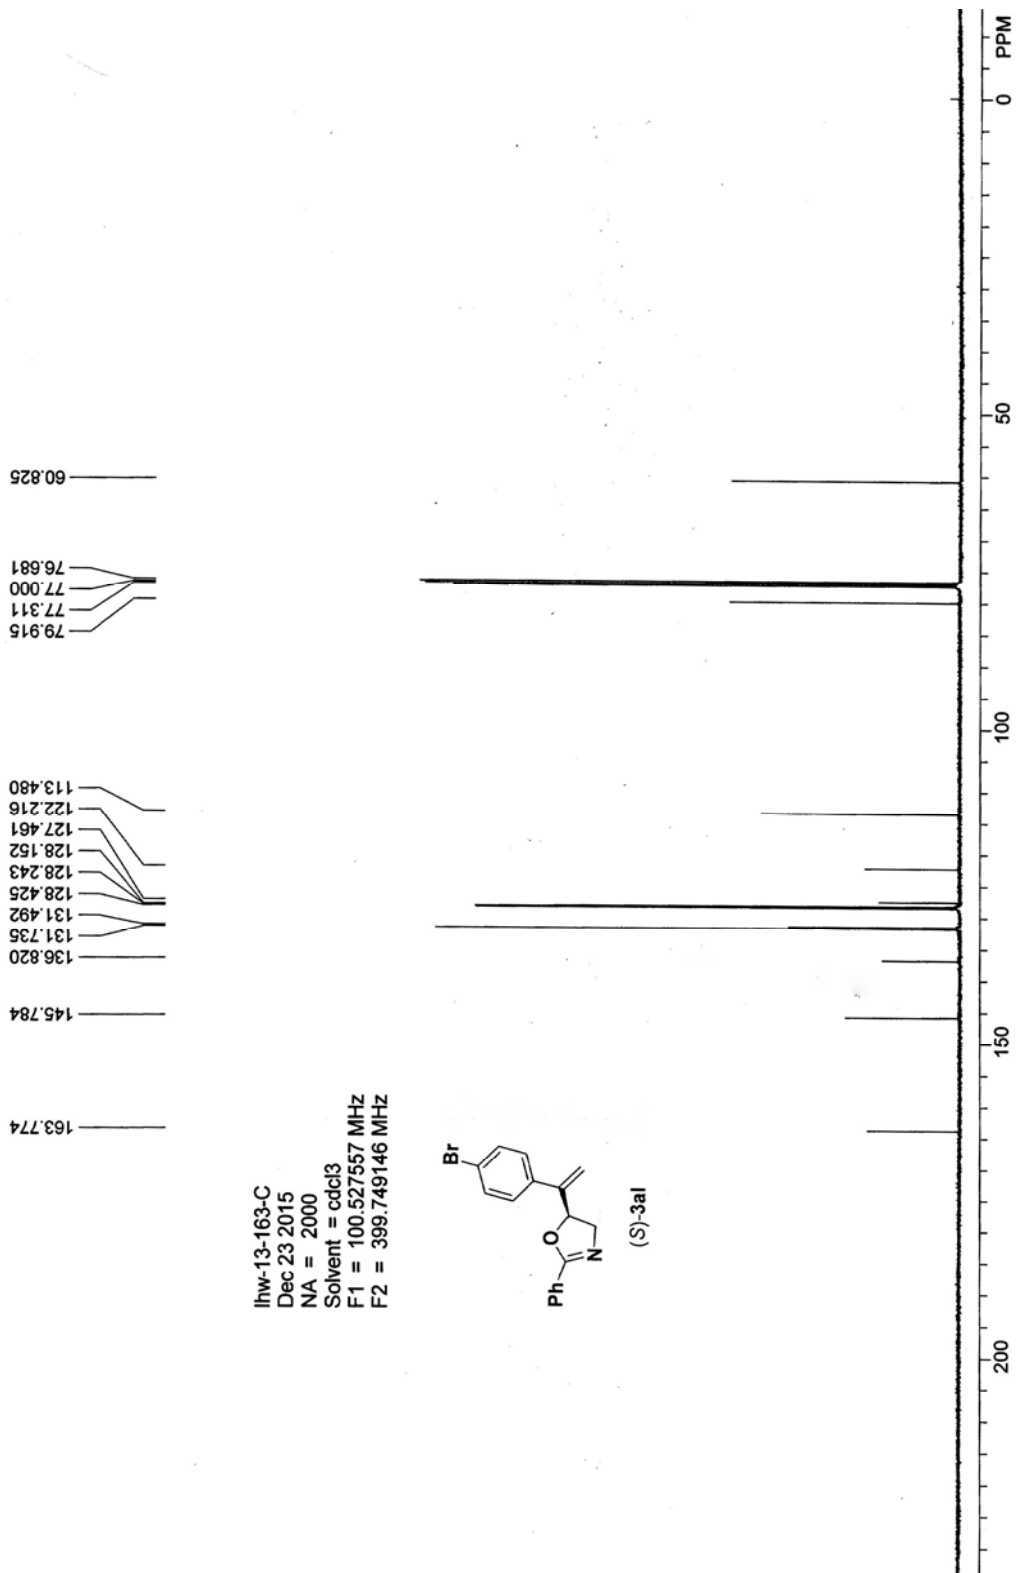 163.774
145.784
136.820
131.735
131.492
128.425
128.243
128.152
127.461
122.216
113.480
79.915
77.311
77.000
76.681
60.825
lhw-13-163-C
Dec 23 2015
NA = 2000
Solvent = cdcl3
F1 = 100.527557 MHz
F2 = 399.749146 MHz
Br
O
Ph
N
(S)-3al
200
150
100
50
0
PPM